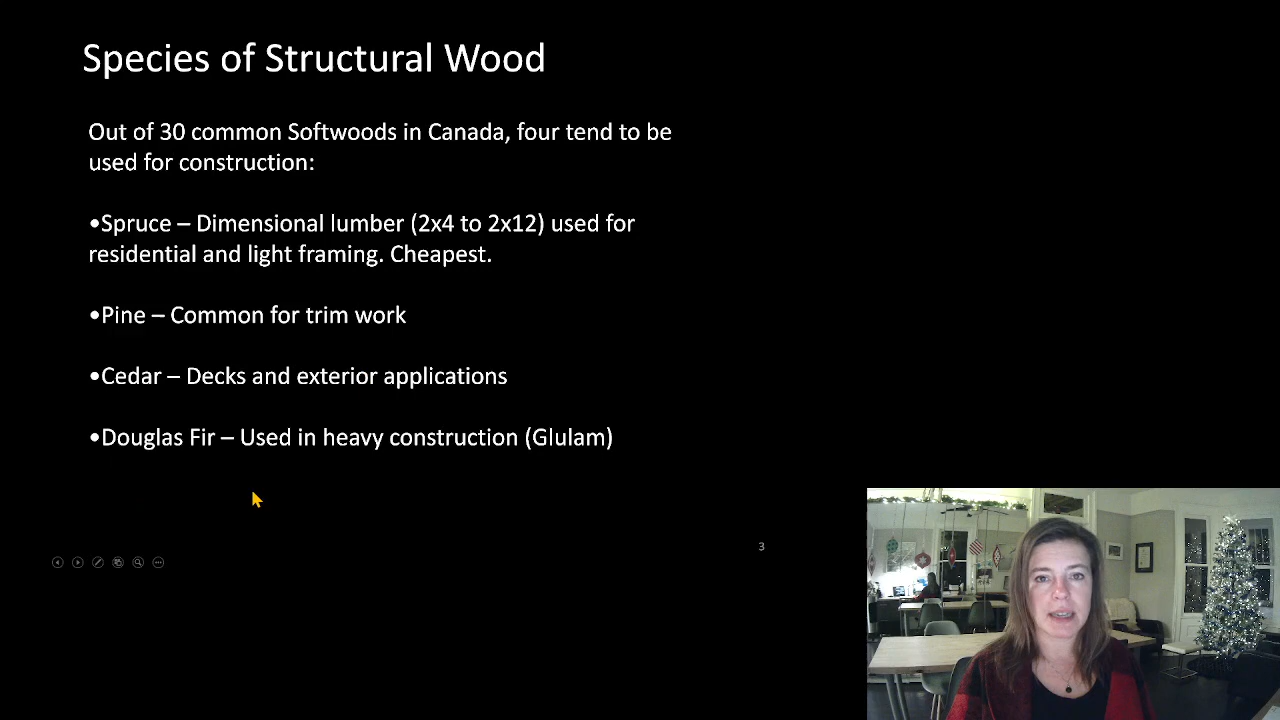 Species of Structural Wood
Out of 30 common Softwoods in Canada, four tend to be
used for construction:
•Spruce – Dimensional lumber (2x4 to 2x12) used for
residential and light framing. Cheapest.
•Pine – Common for trim work
•Cedar – Decks and exterior applications
•Douglas Fir – Used in heavy construction (Glulam)
3